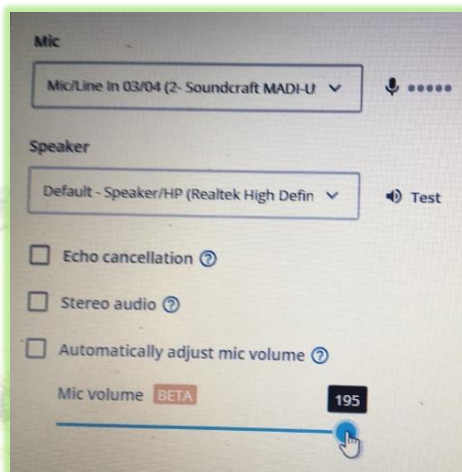 Mic
Mic/Line In 03/04 (2- Soundcraft MADI-U
Speaker
Default - Speaker/HP (Realtek High Defin
Test
Echo cancellation
Stereo audio
Automatically adjust mic volume
Mic volume BETA
195